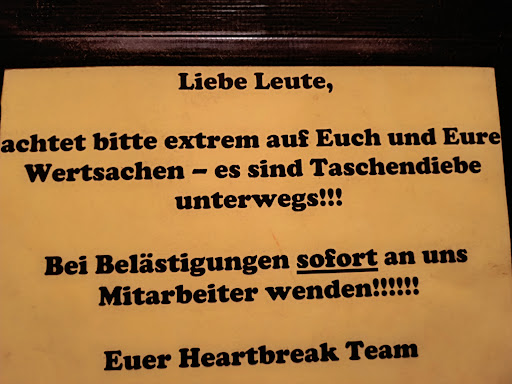 Liebe Leute,
achtet bitte extrem auf Euch und Eure
Wertsachen – es sind Taschendiebe
unterwegs!!!
Bei Belästigungen sofort an uns
Mitarbeiter wenden!!!!!!
Euer Heartbreak Team